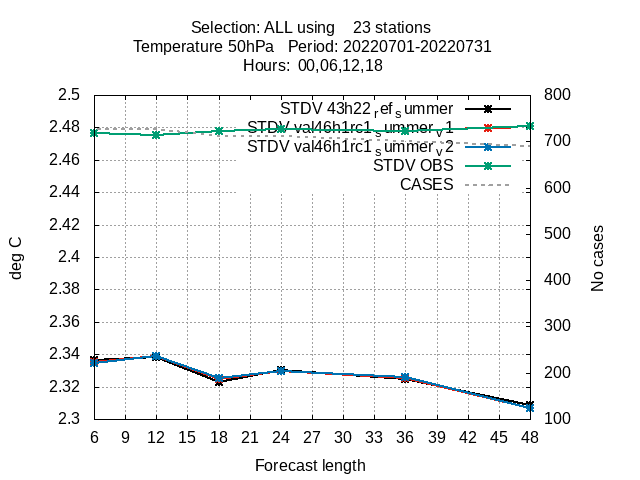 Selection: ALL using 23 stations
Temperature 50hPa Period: 20220701-20220731
Hours: 00,06,12,18
2.5 800
STDV 43h22_ref_summer
STDV val46h1rc1_summer_v1
2.48 700
STDV val46h1rc1_summer_v2
2.46
STDV OBS
CASES
2.44 600
2.42 500
2.4
2.38 400
2.36 300
2.34 200
2.32
2.3 100
6 9 12 15 18 21 24 27 30 33 36 39 42 45 48
deg C
No cases
Forecast length